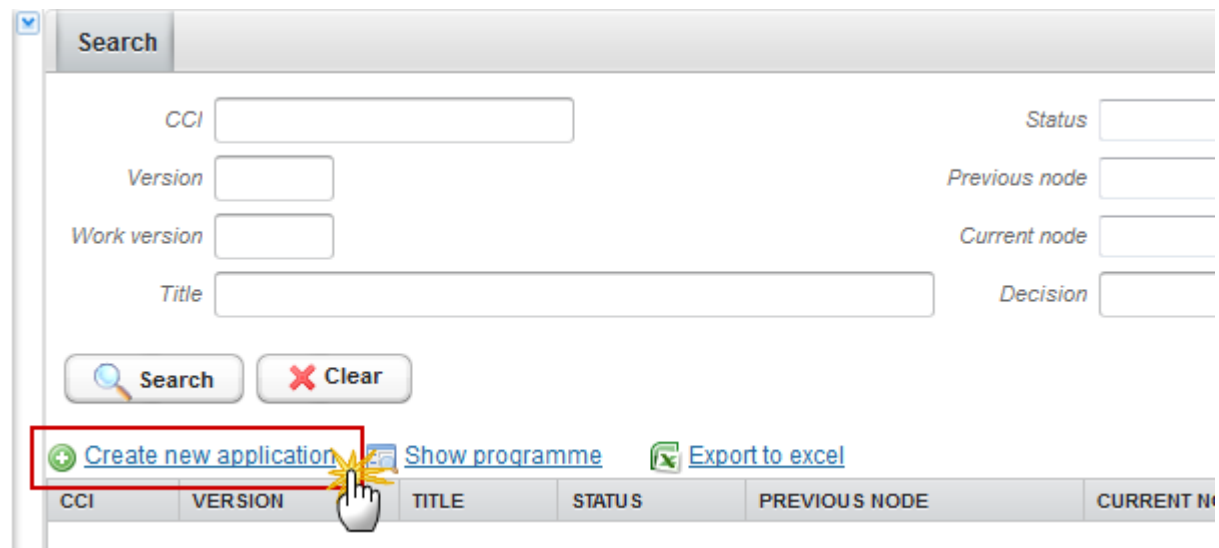 Search
CCI
Status
Version
Previous node
Work version
Current node
Title
Decision
Search Clear
Create new application Show programme Export to excel
CCI VERSION TITLE STATUS PREVIOUS NODE CURRENT